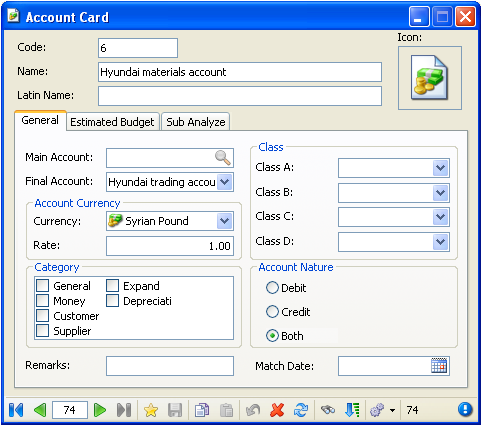 Account Card
Code: 6
Icon:
Name: Hyundai materials account
Latin Name:
General Estimated Budget Sub Analyze
Main Account:
Final Account: Hyundai trading accou
Account Currency
Currency: Syrian Pound
Rate: 1.00
Class
Class A:
Class B:
Class C:
Class D:
Category
General Expand
Money Depreciati
Customer
Supplier
Account Nature
Debit
Credit
Both
Remarks:
Match Date:
74 74